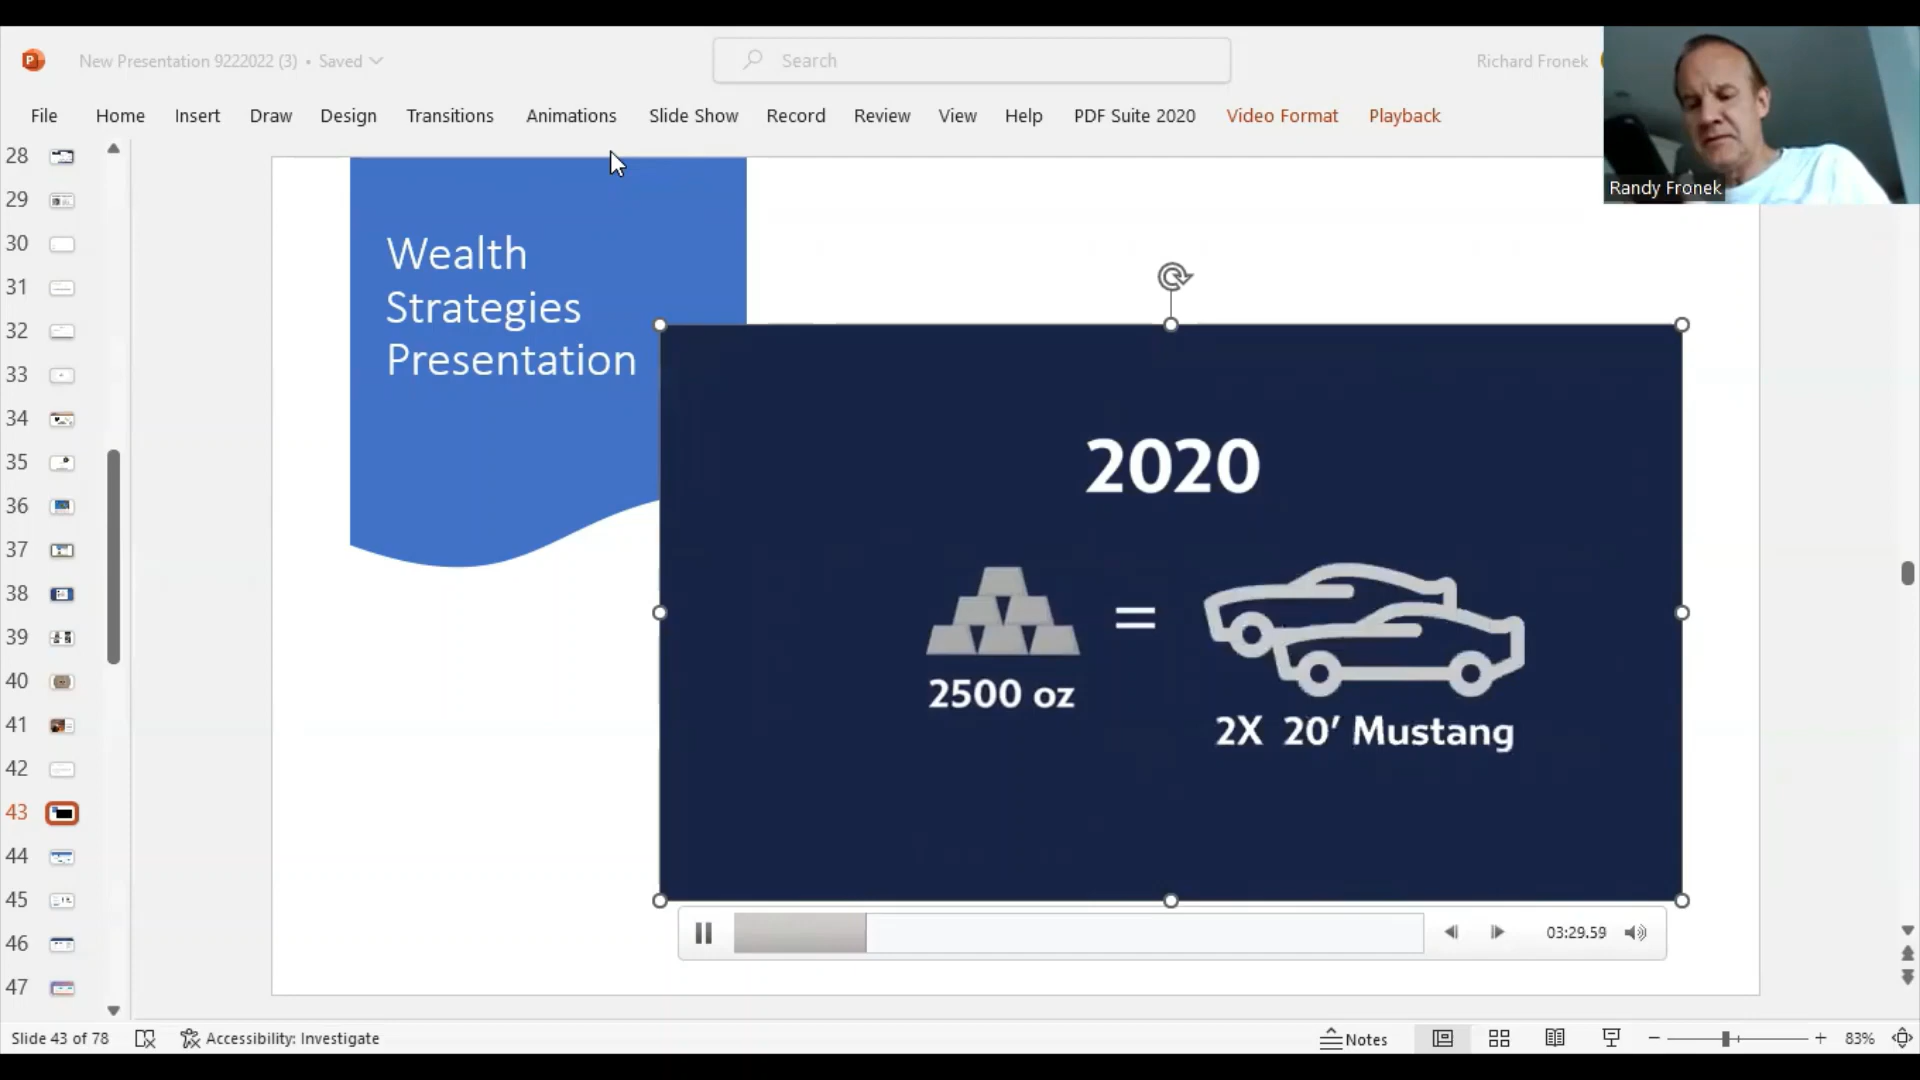 New Presentation 9222022 (3) • Saved
Search
Richard Fronek
File Home Insert Draw Design Transitions Animations Slide Show Record Review View Help PDF Suite 2020 Video Format Playback
Randy Fronek
28
29
30
31
32
33
34
35
36
37
38
39
40
41
42
43
44
45
46
47
Wealth
Strategies
Presentation
2020
=
2500 oz
2X 20' Mustang
03:29.59
Slide 43 of 78 Accessibility: Investigate Notes 83%